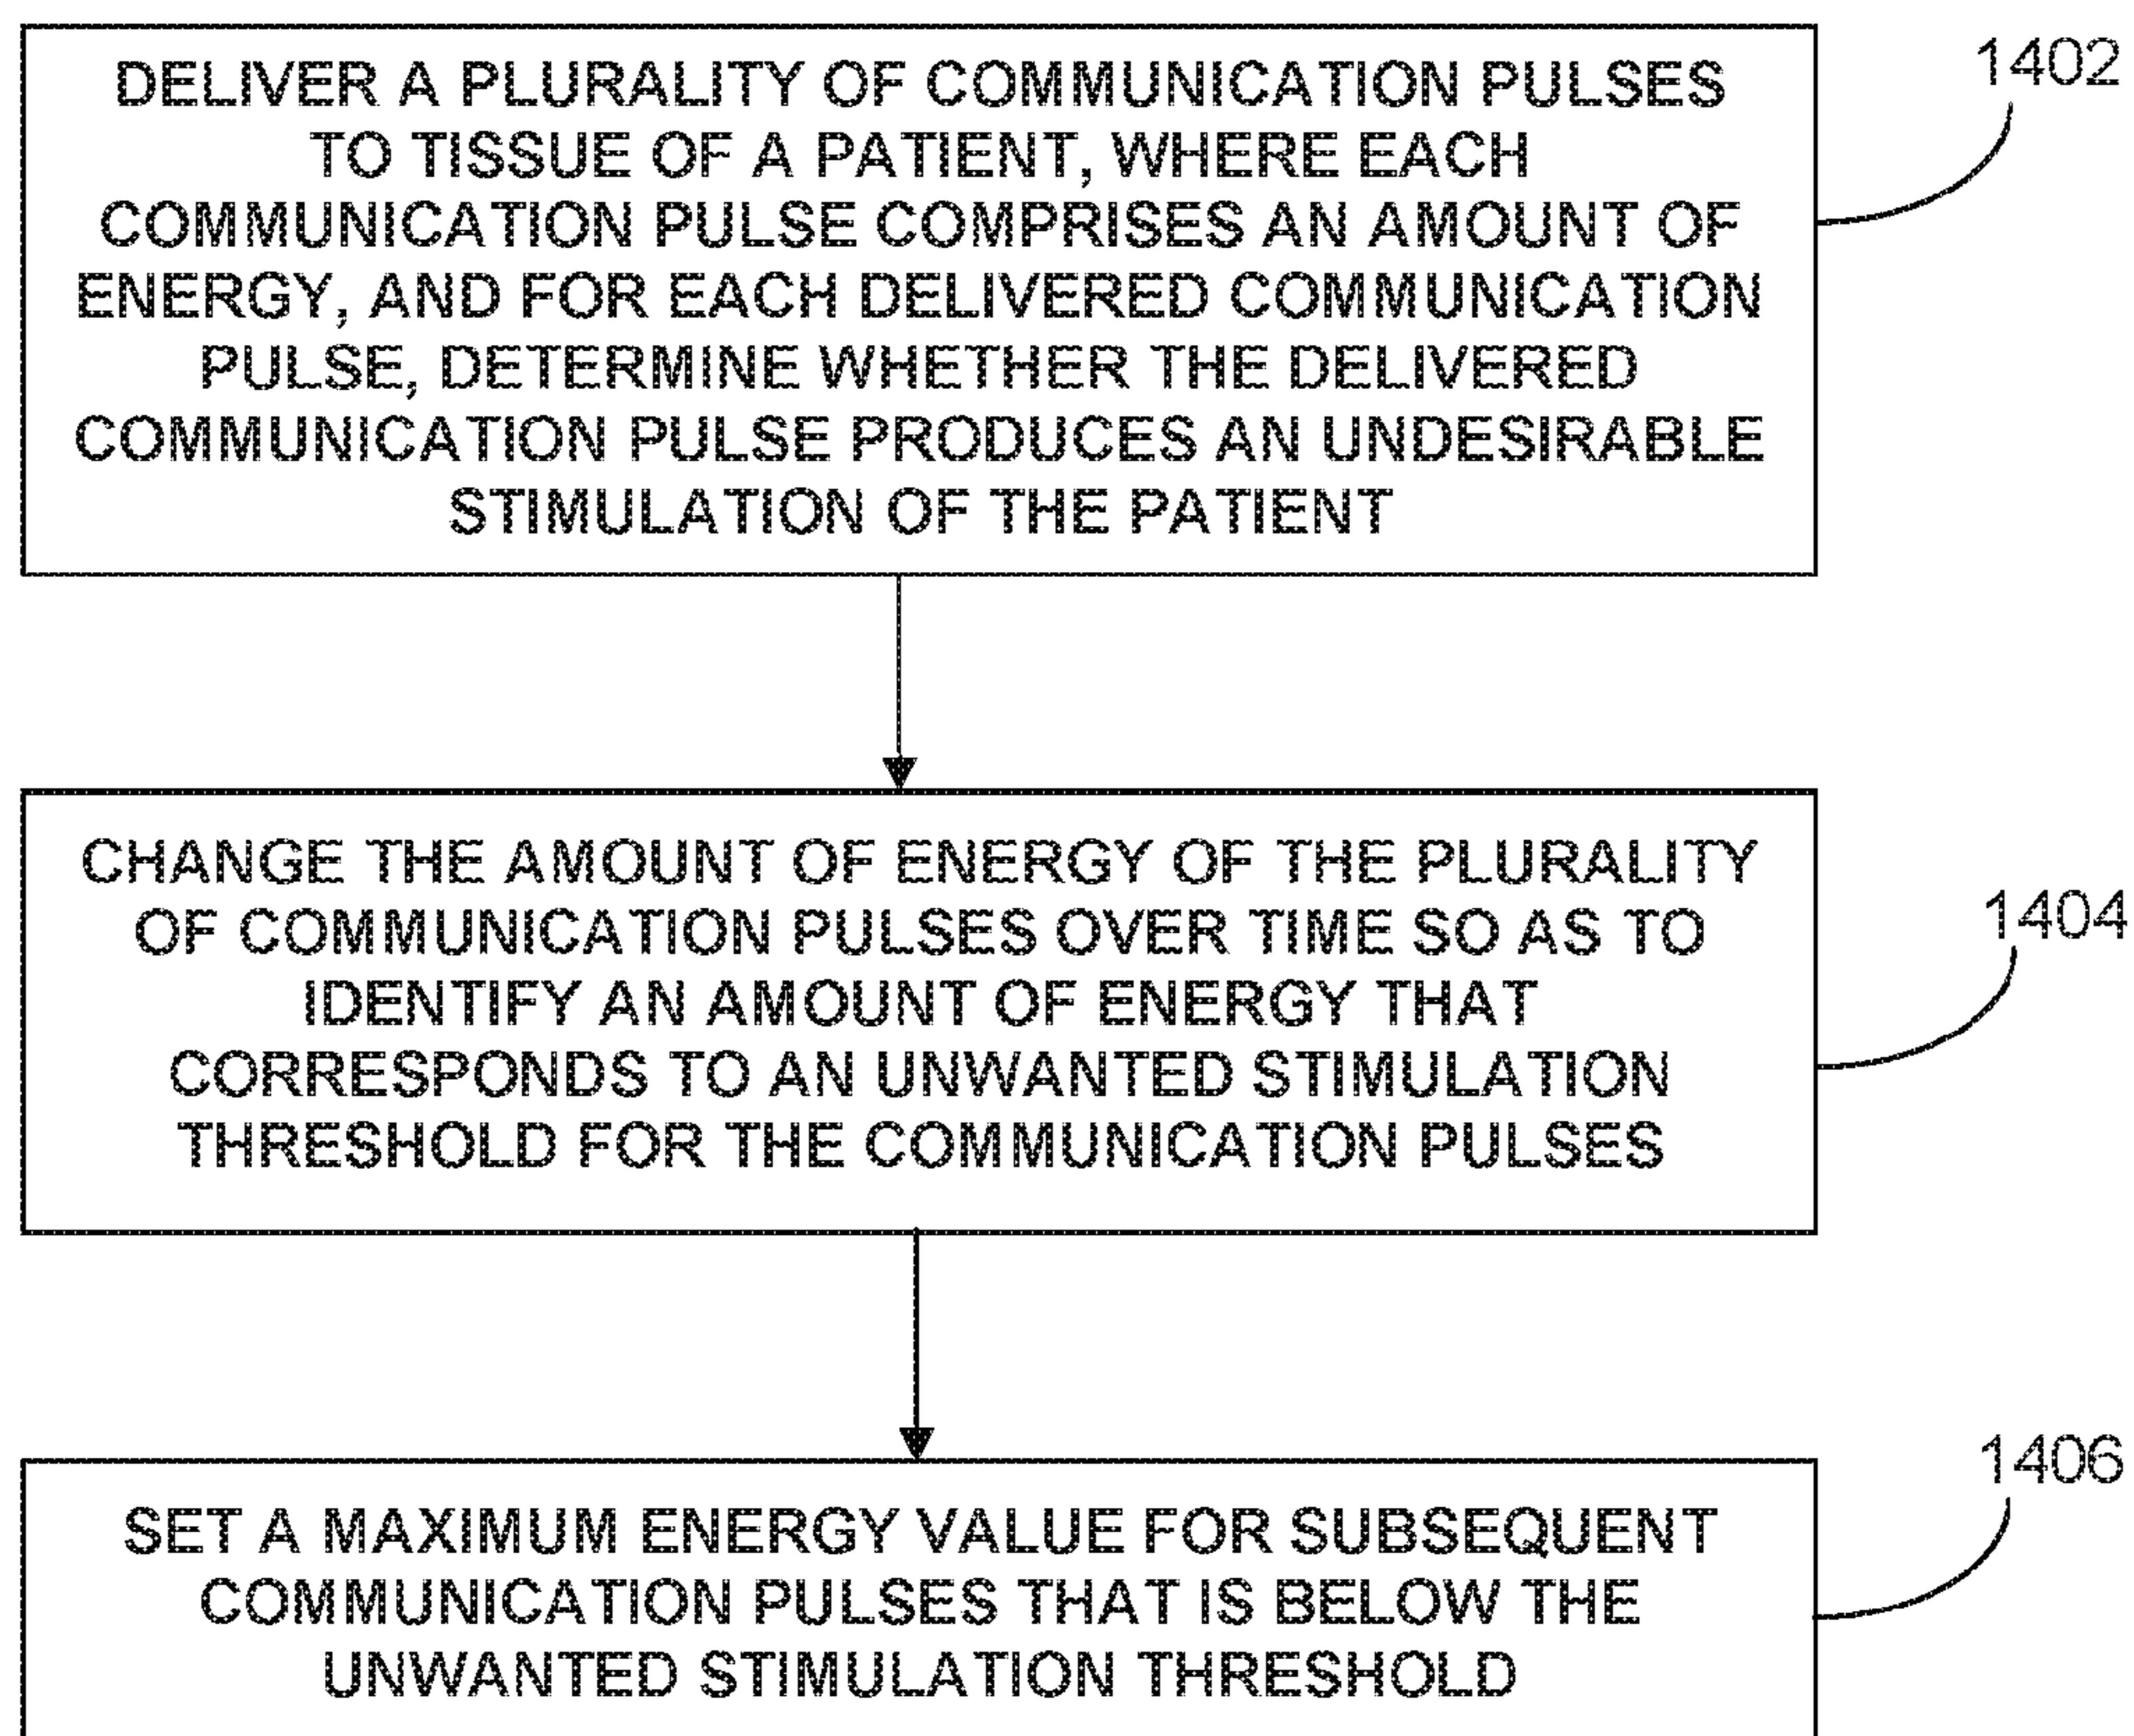 DELIVER A PLURALITY OF COMMUNICATION PULSES
TO TISSUE OF A PATIENT, WHERE EACH
COMMUNICATION PULSE COMPRISES AN AMOUNT OF
ENERGY, AND FOR EACH DELIVERED COMMUNICATION
PULSE, DETERMINE WHETHER THE DELIVERED
COMMUNICATION PULSE PRODUCES AN UNDESIRABLE
STIMULATION OF THE PATIENT
1402
CHANGE THE AMOUNT OF ENERGY OF THE PLURALITY
OF COMMUNICATION PULSES OVER TIME SO AS TO
IDENTIFY AN AMOUNT OF ENERGY THAT
CORRESPONDS TO AN UNWANTED STIMULATION
THRESHOLD FOR THE COMMUNICATION PULSES
1404
SET A MAXIMUM ENERGY VALUE FOR SUBSEQUENT
COMMUNICATION PULSES THAT IS BELOW THE
UNWANTED STIMULATION THRESHOLD
1406